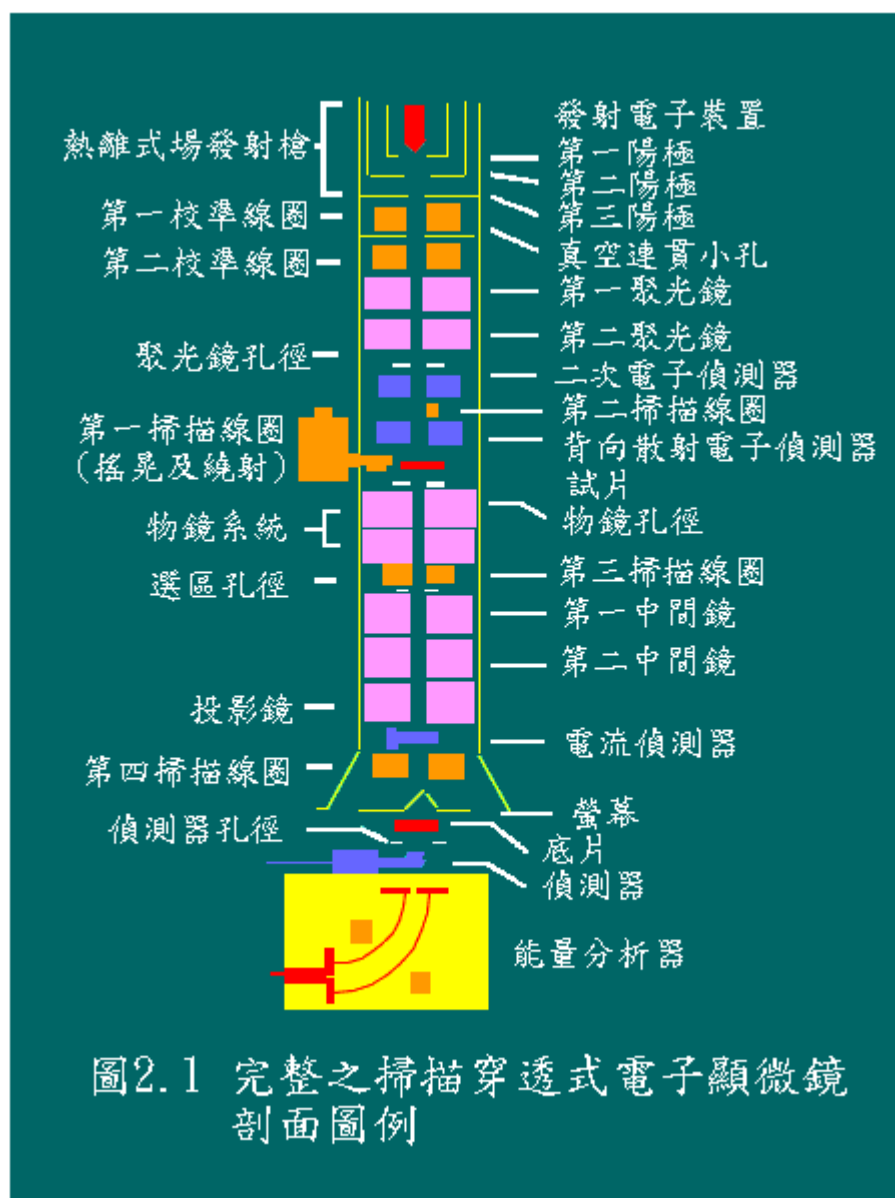 發射電子裝置
熱離式場發射槍
第一陽極
第二陽極
第三陽極
第一校準線圈
真空連貫小孔
第二校準線圈
第一聚光鏡
第二聚光鏡
聚光鏡孔徑
二次電子偵測器
第二掃描線圈
第一掃描線圈
(搖晃及繞射)
背向散射電子偵測器
試片
物鏡孔徑
物鏡系統
第三掃描線圈
選區孔徑
第一中間鏡
第二中間鏡
投影鏡
電流偵測器
第四掃描線圈
螢幕
偵測器孔徑
底片
偵測器
能量分析器
圖2.1 完整之掃描穿透式電子顯微鏡
剖面圖例